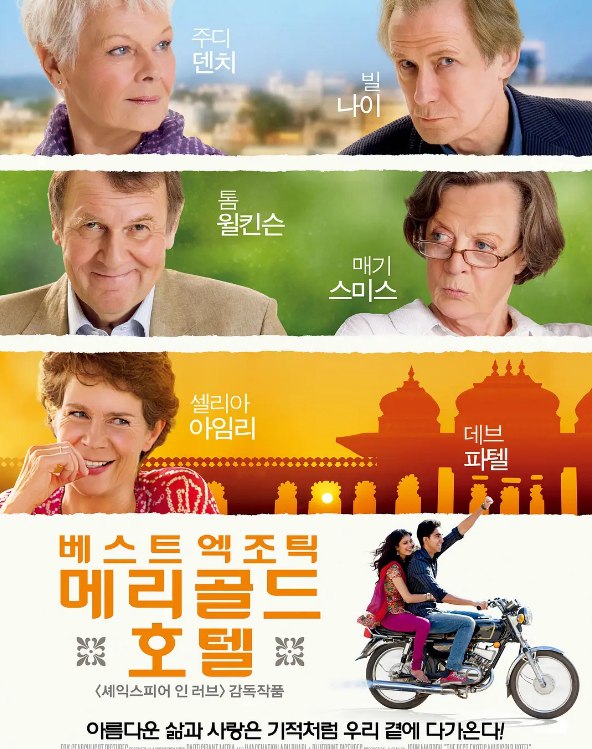 주디
덴치
빌
나이
톰
윌킨슨
매기
스미스
셀리아
아임리
데브
파텔
베스트 엑조틱
메리골드
호텔
〈셰익스피어 인 러브〉 감독작품
아름다운 삶과 사랑은 기적처럼 우리 곁에 다가온다!